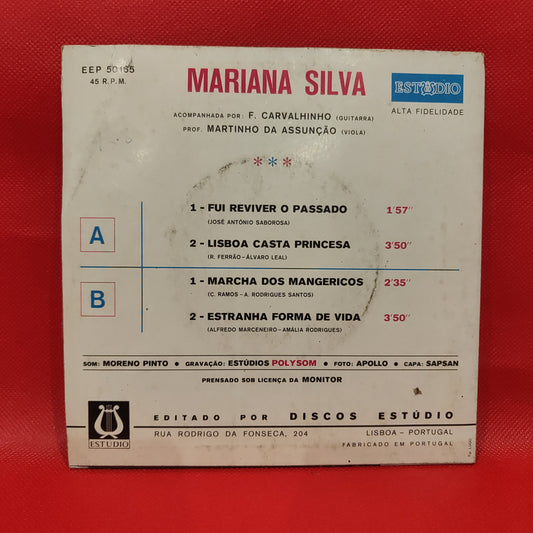 EEP 50165
45 R.P.M.
MARIANA SILVA
ESTÚDIO
ALTA FIDELIDADE
ACOMPANHADA POR: F. CARVALHINHO (GUITARRA)
PROF. MARTINHO DA ASSUNÇÃO (VIOLA)
***
A
1 - FUI REVIVER O PASSADO 1'57''
(JOSÉ ANTÓNIO SABOROSA)
2 - LISBOA CASTA PRINCESA 3'50''
(R. FERRÃO - ÁLVARO LEAL)
B
1 - MARCHA DOS MANGERICOS 2'35''
(C. RAMOS - A. RODRIGUES SANTOS)
2 - ESTRANHA FORMA DE VIDA 3'50''
(ALFREDO MARCENEIRO - AMÁLIA RODRIGUES)
SOM: MORENO PINTO • GRAVAÇÃO: ESTÚDIOS POLYSOM • FOTO: APOLLO • CAPA: SAPSAN
PRENSADO SOB LICENÇA DA MONITOR
ESTÚDIO
EDITADO POR DISCOS ESTÚDIO
RUA RODRIGO DA FONSECA, 204 LISBOA - PORTUGAL
FABRICADO EM PORTUGAL